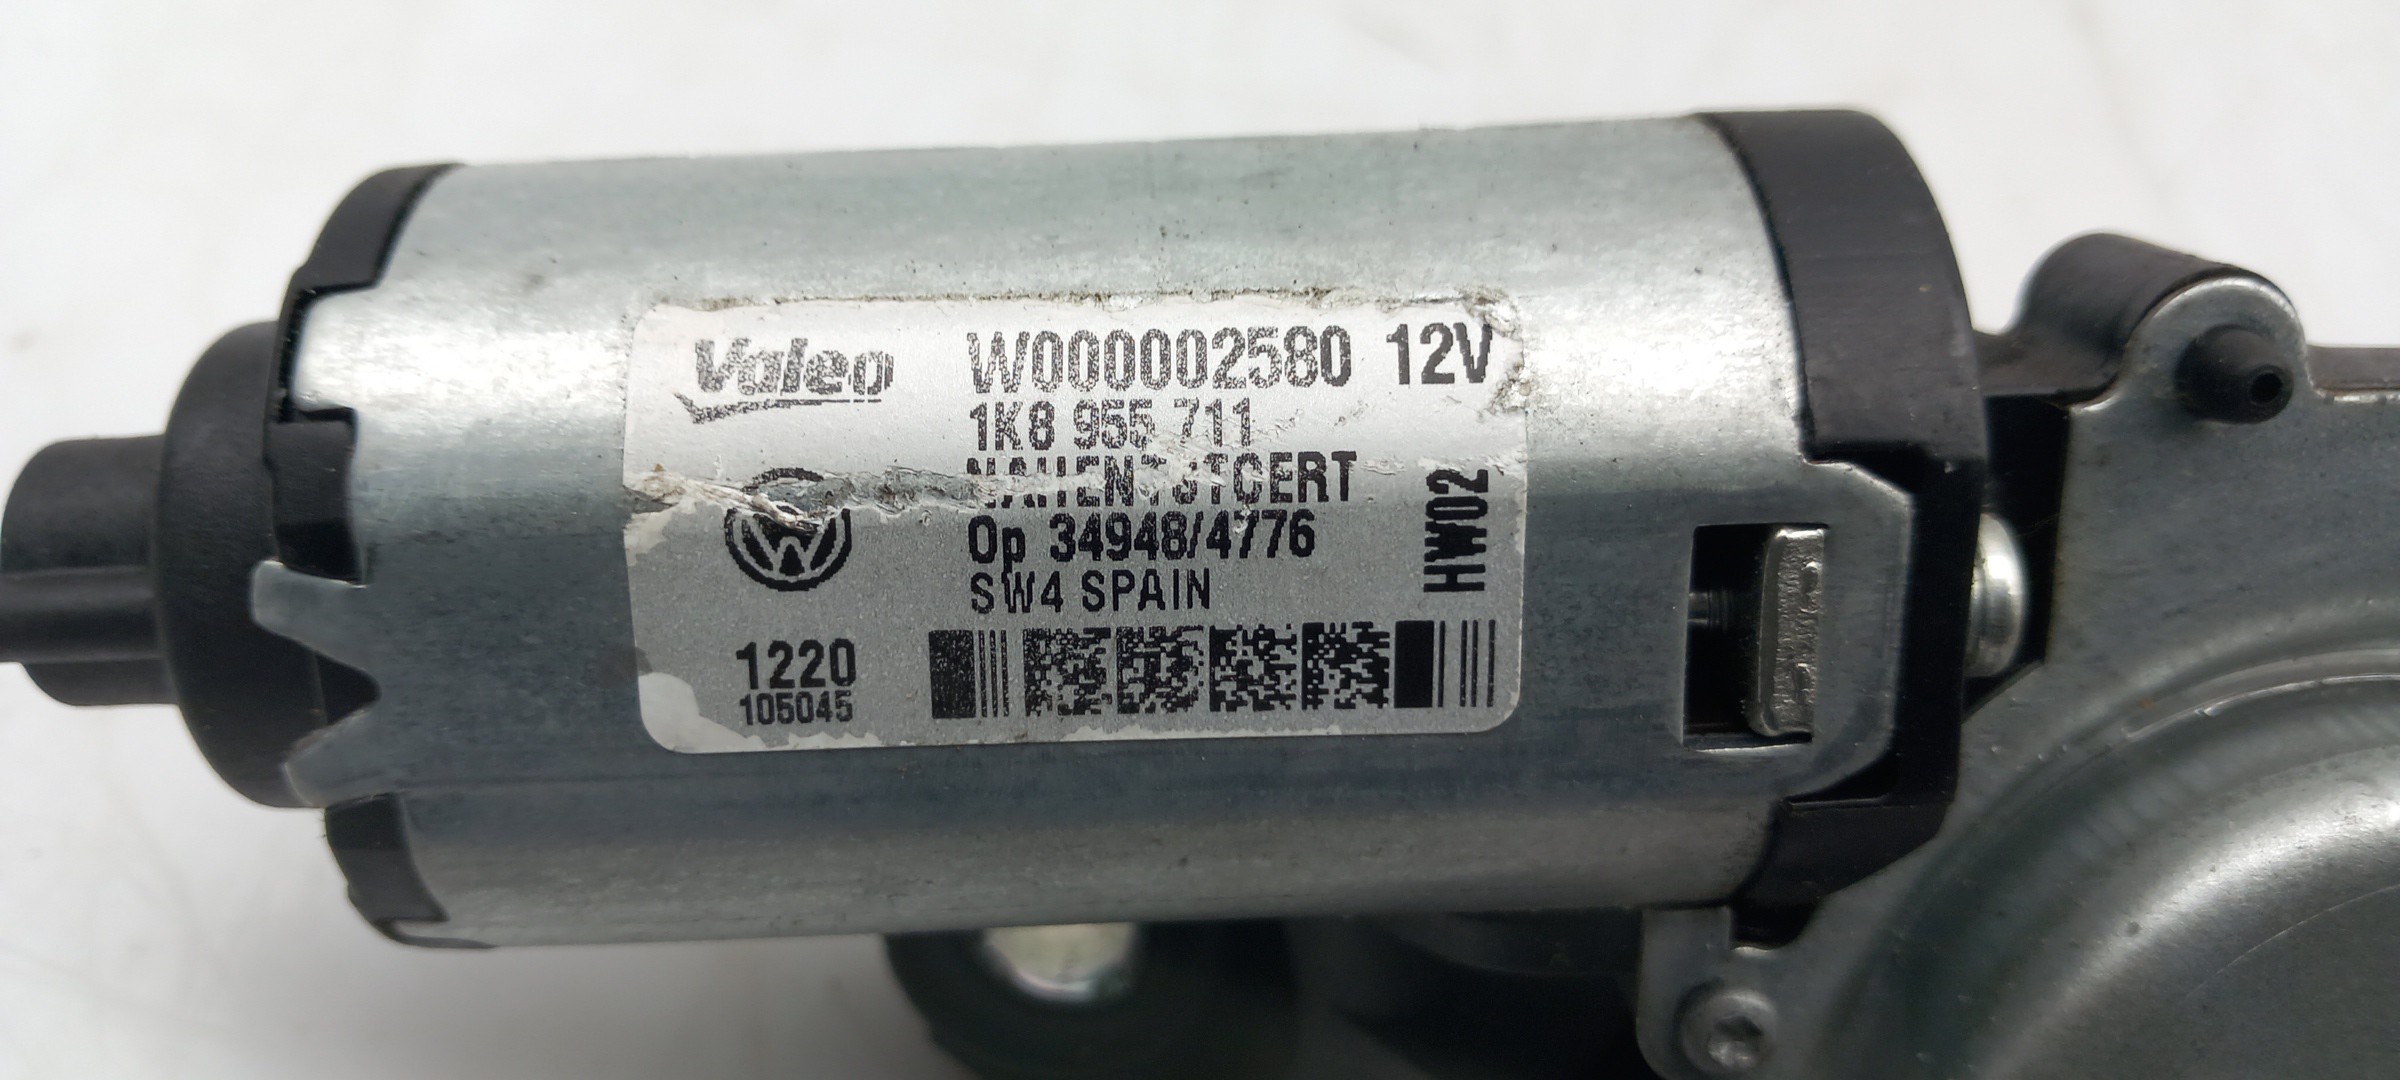 Valeo W000002580 12V
1K8 955 711
Op 34948/4776
SW4 SPAIN
HW02
1220
105045